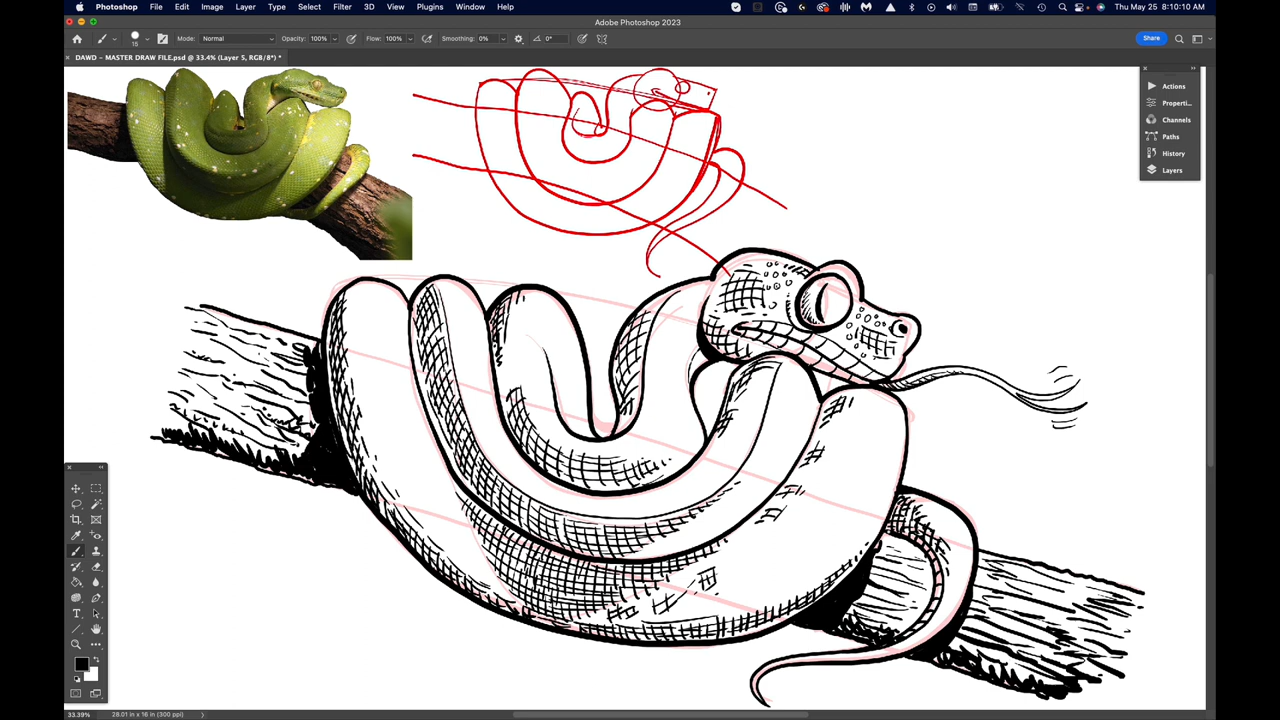 Photoshop File Edit Image Layer Type Select Filter 3D View Plugins Window Help Thu May 25 8:10:10 AM
Adobe Photoshop 2023
15 Mode: Normal Opacity: 100% Flow: 100% Smoothing: 0% 0° Share
× DAWD – MASTER DRAW FILE.psd @ 33.4% (Layer 5, RGB/8*) *
Actions
Properti...
Channels
Paths
History
Layers
33.39% 28.01 in x 16 in (300 ppi)